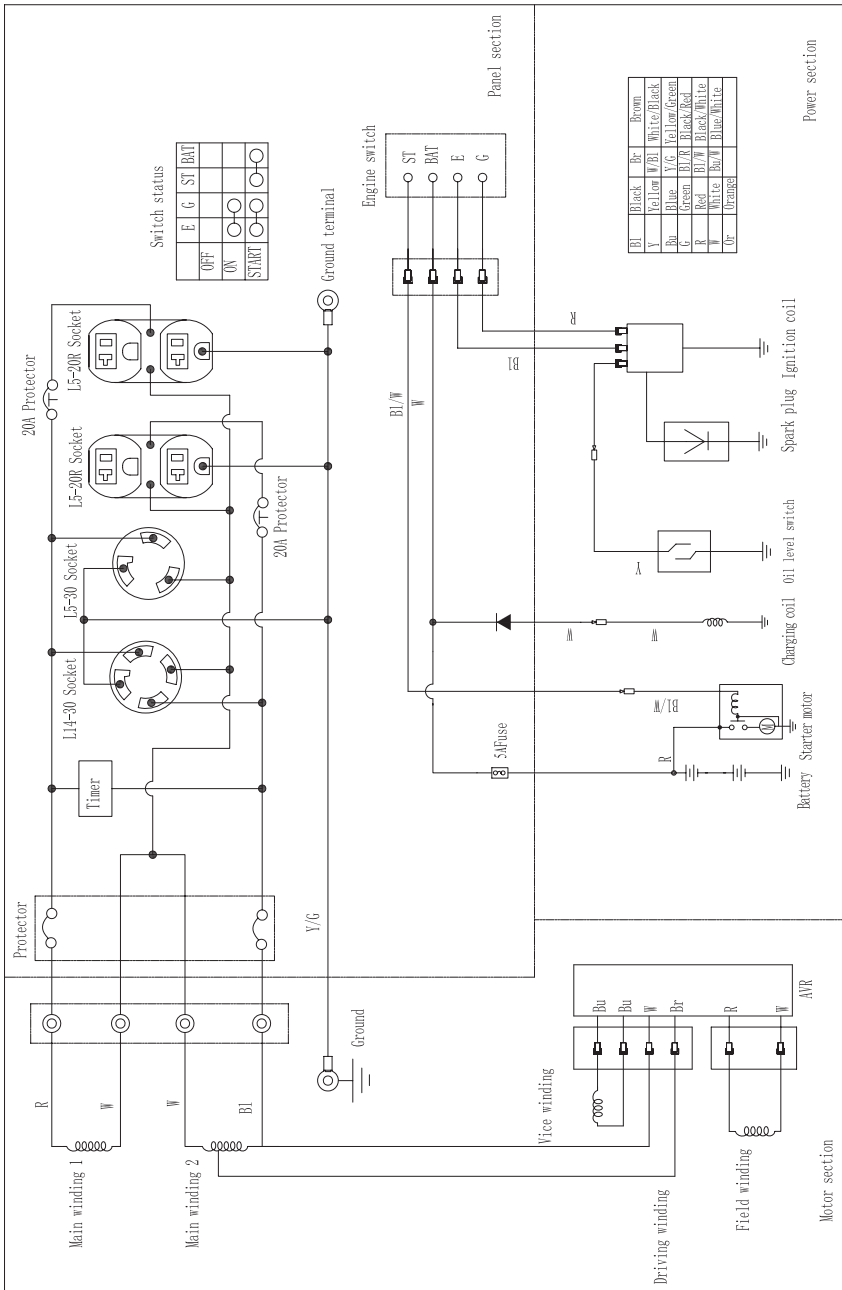 Panel section
Power section
Motor section
Switch status
E G ST BAT
OFF
ON
START
Ground terminal
20A Protector
L5-20R Socket
L5-20R Socket
20A Protector
L5-30 Socket
L14-30 Socket
Timer
Protector
Y/G
Ground
R
W
W
Bl
Main winding 1
Main winding 2
Engine switch
ST
BAT
E
G
Bl/W
W
Bl
R
Bl Black Br Brown
Y Yellow W/Bl White/Black
Bu Blue Y/G Yellow/Green
G Green Bl/R Black/Red
R Red Bl/W Black/White
W White Bu/W Blue/White
Or Orange
5AFuse
R
Bl/W
W
W
Y
Battery
Starter motor
M
Charging coil
Oil level switch
Spark plug
Ignition coil
AVR
Bu
Bu
W
Br
R
W
Vice winding
Driving winding
Field winding